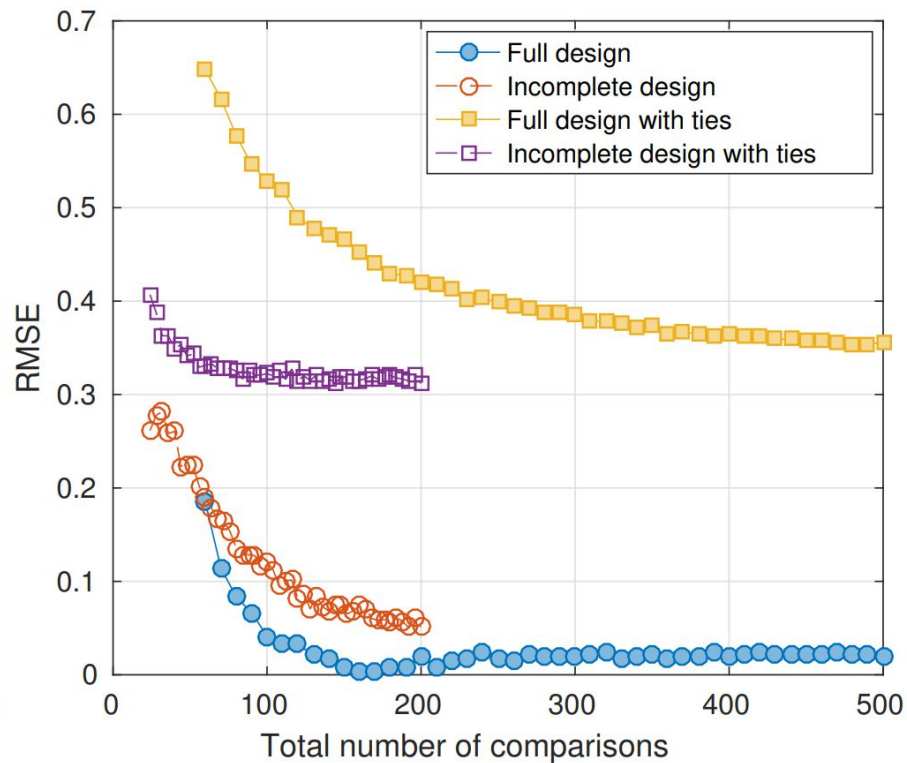 0.7
0.6
0.5
0.4
0.3
0.2
0.1
0
RMSE
Full design
Incomplete design
Full design with ties
Incomplete design with ties
0 100 200 300 400 500
Total number of comparisons